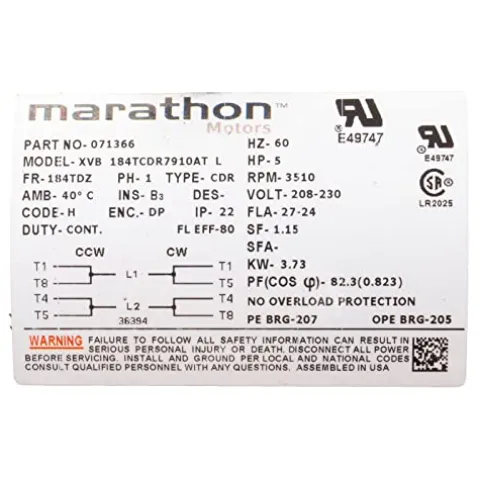 marathon™
Motors
PART NO- 071366
MODEL- XVB 184TCDR7910AT L
FR-184TDZ PH-1 TYPE-CDR
AMB-40°C INS-B3 DES-
CODE-H ENC.-DP IP-22
DUTY-CONT. FL EFF-80
HZ-60
HP-5
RPM-3510
VOLT-208-230
FLA-27-24
SF-1.15
SFA-
KW-3.73
PF(COS φ)-82.3(0.823)
NO OVERLOAD PROTECTION
PE BRG-207 OPE BRG-205
E49747
E49747
LR2025
CCW CW
T1 L1 T1
T8 T5
T4 L2 T4
T5 T8
36394
WARNING FAILURE TO FOLLOW ALL SAFETY INFORMATION CAN RESULT IN
SERIOUS PERSONAL INJURY OR DEATH. DISCONNECT ALL POWER
BEFORE SERVICING. INSTALL AND GROUND PER LOCAL AND NATIONAL CODES
CONSULT QUALIFIED PERSONNEL WITH ANY QUESTIONS. ASSEMBLED IN U.S.A.